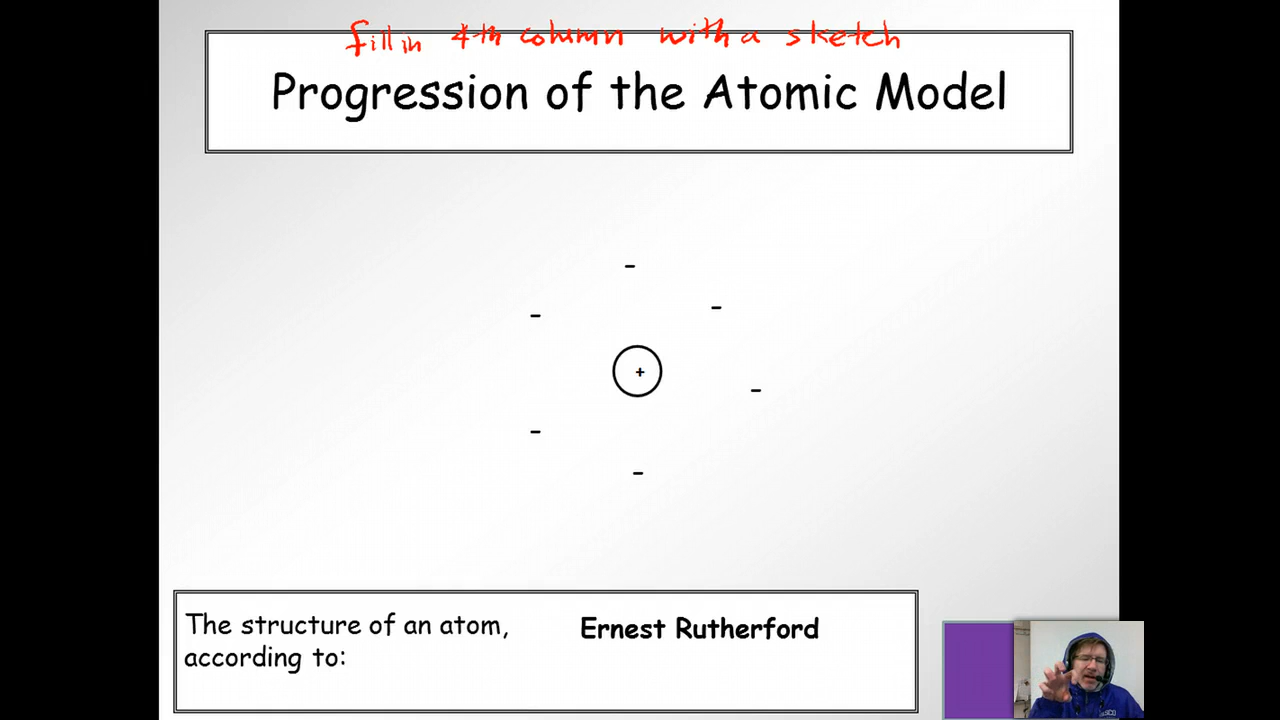 fill in 4th column with a sketch
Progression of the Atomic Model
-
-
-
+
-
-
-
The structure of an atom,
according to:
Ernest Rutherford